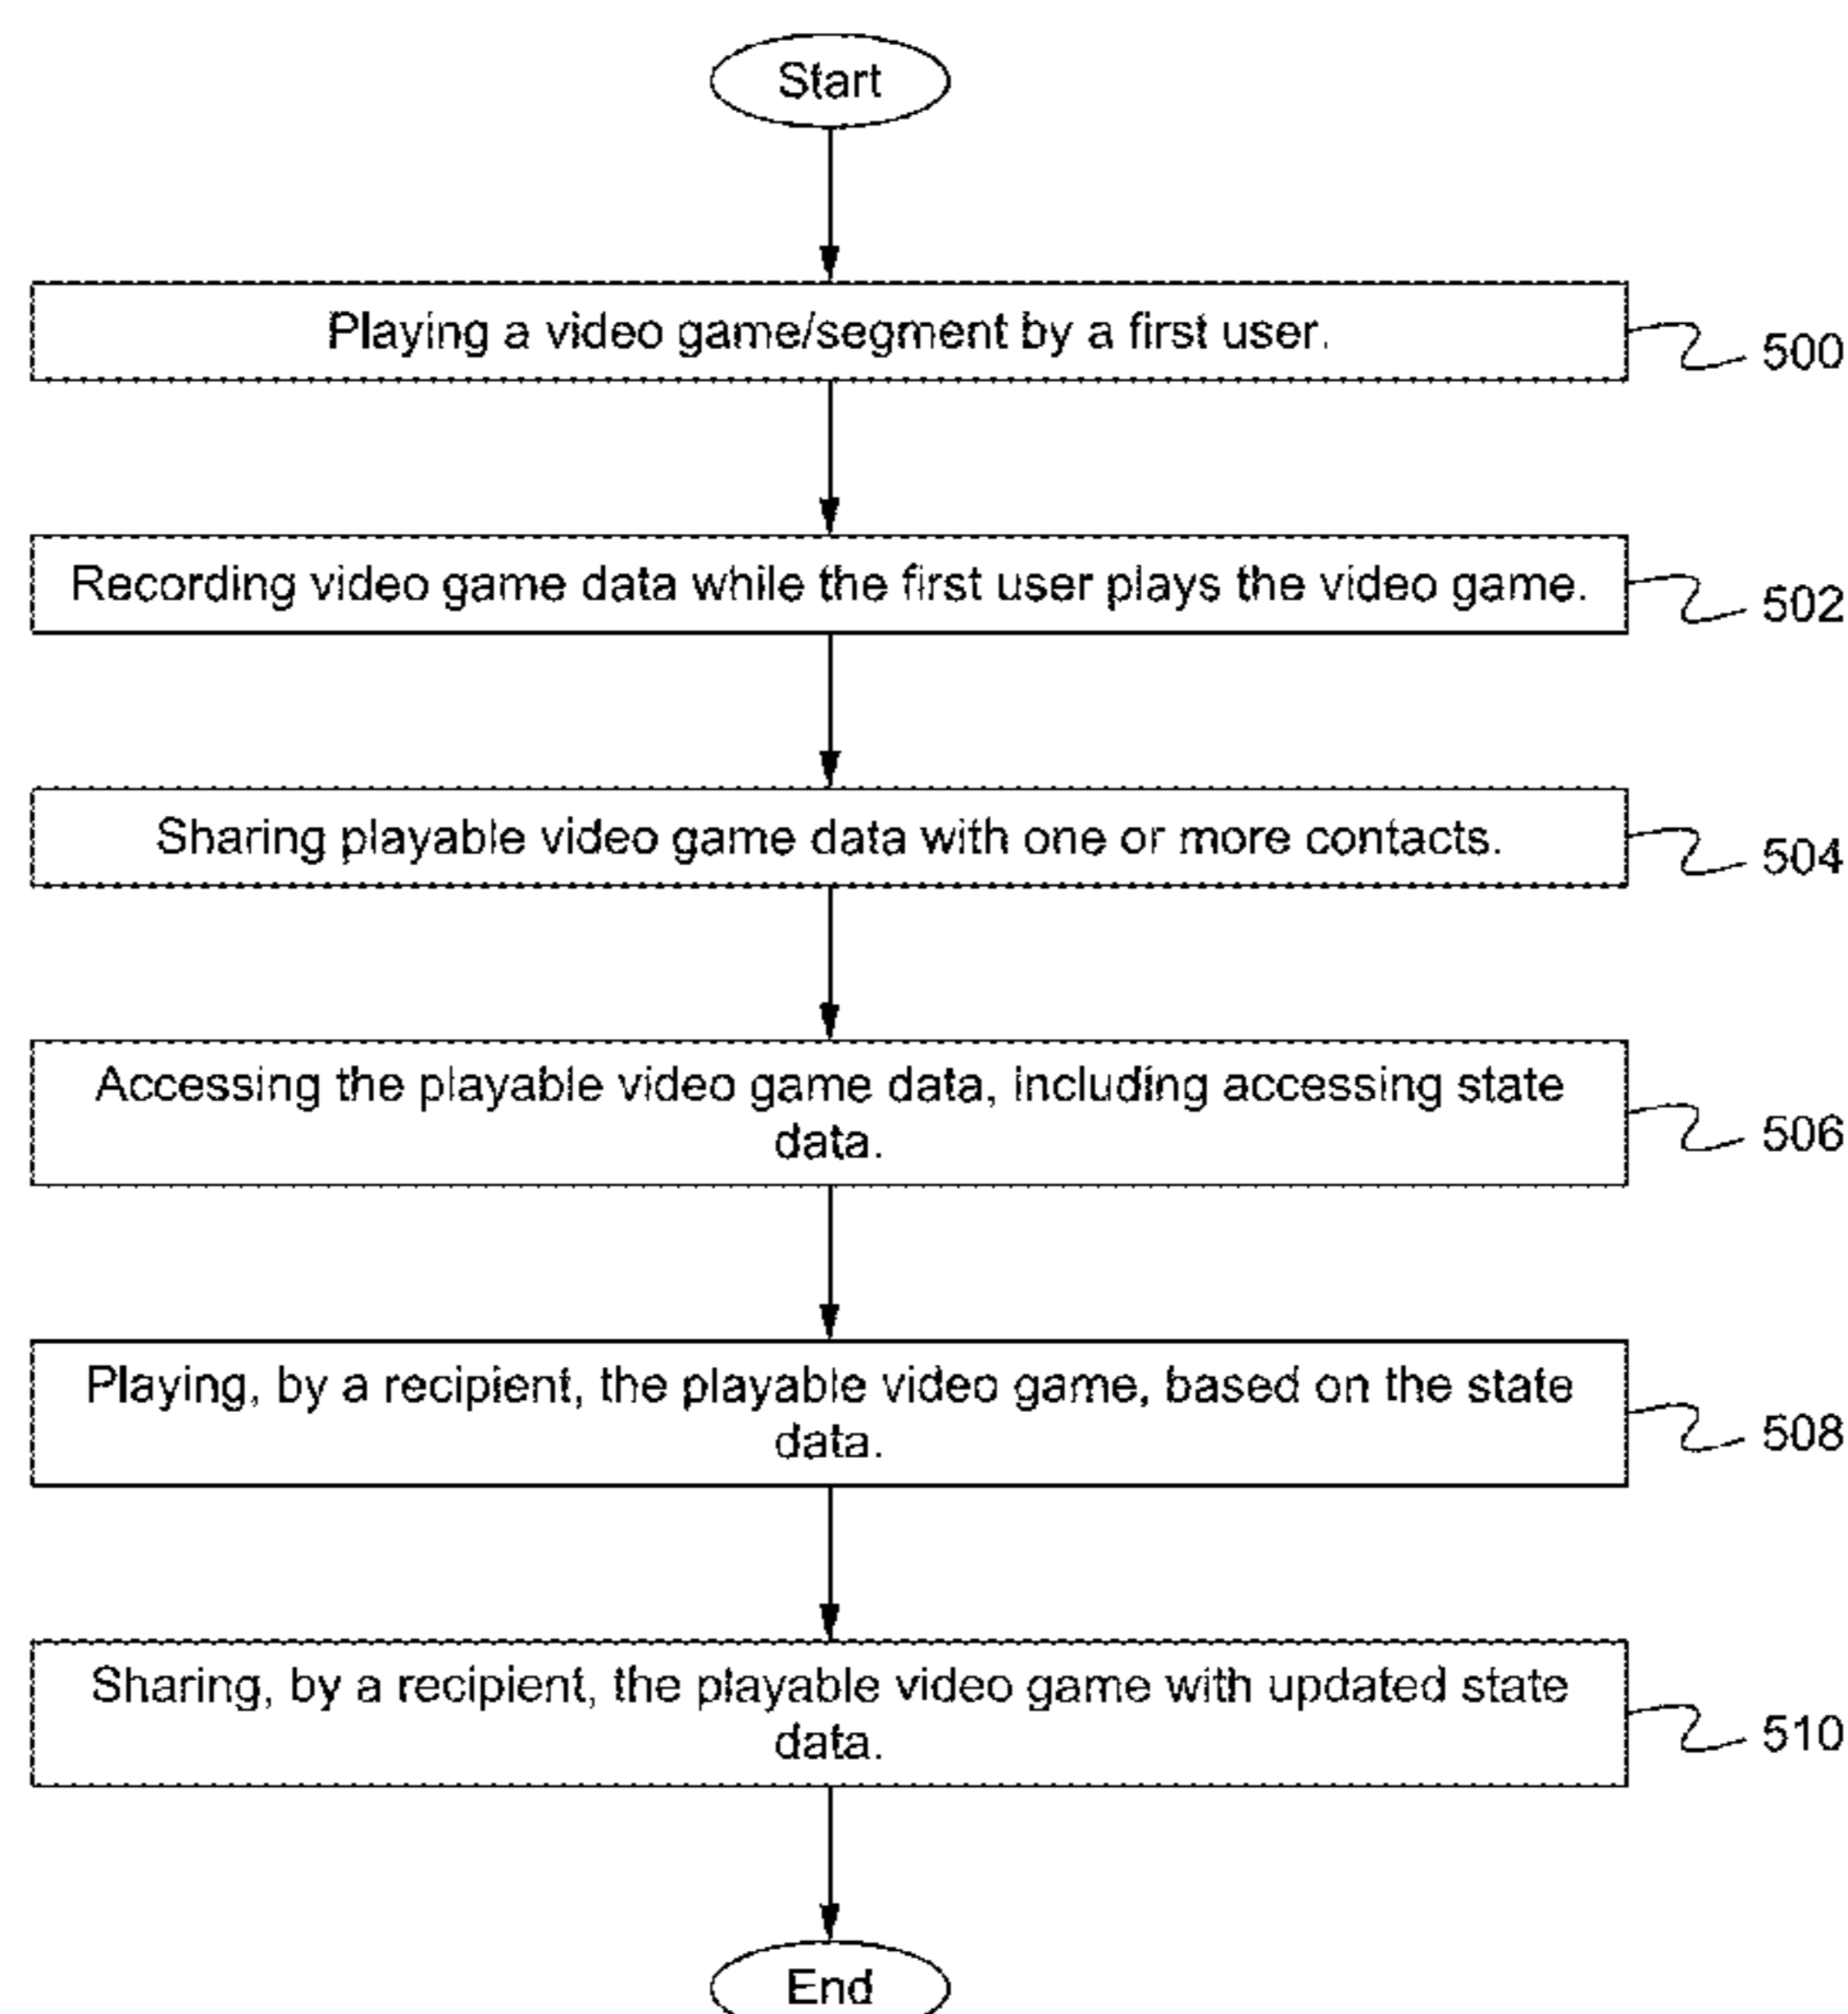 Start
Playing a video game/segment by a first user.
500
Recording video game data while the first user plays the video game.
502
Sharing playable video game data with one or more contacts.
504
Accessing the playable video game data, including accessing state
data.
506
Playing, by a recipient, the playable video game, based on the state
data.
508
Sharing, by a recipient, the playable video game with updated state
data.
510
End